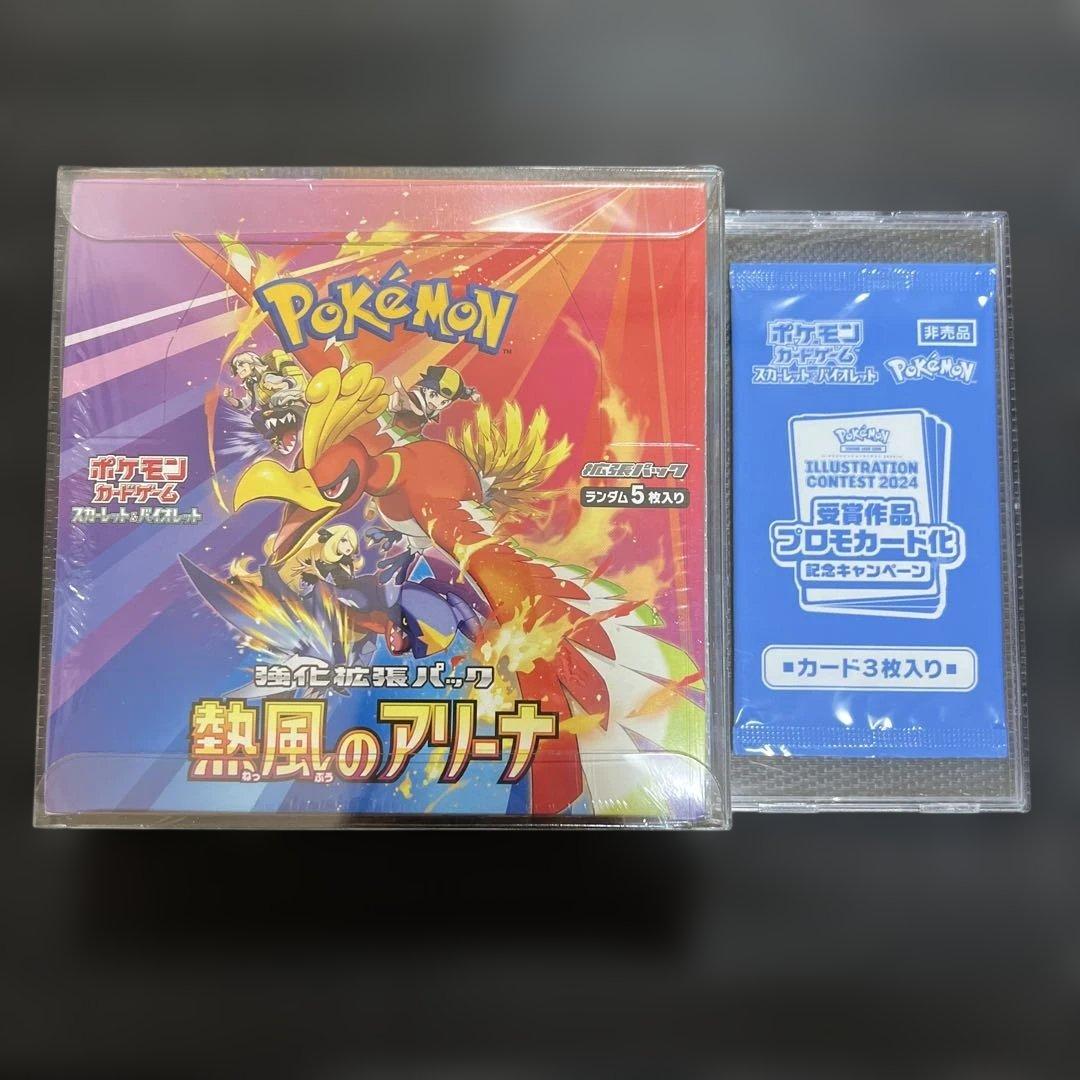 POKéMON
TM
ポケモン
カードゲーム
スカーレット&バイオレット
拡張パック
ランダム5枚入り
強化拡張パック
熱風のアリーナ
ねっ ぷう
ポケモン
カードゲーム
スカーレット&バイオレット
非売品
POKéMON
POKéMON
ILLUSTRATION
CONTEST 2024
受賞作品
プロモカード化
記念キャンペーン
■カード3枚入り■